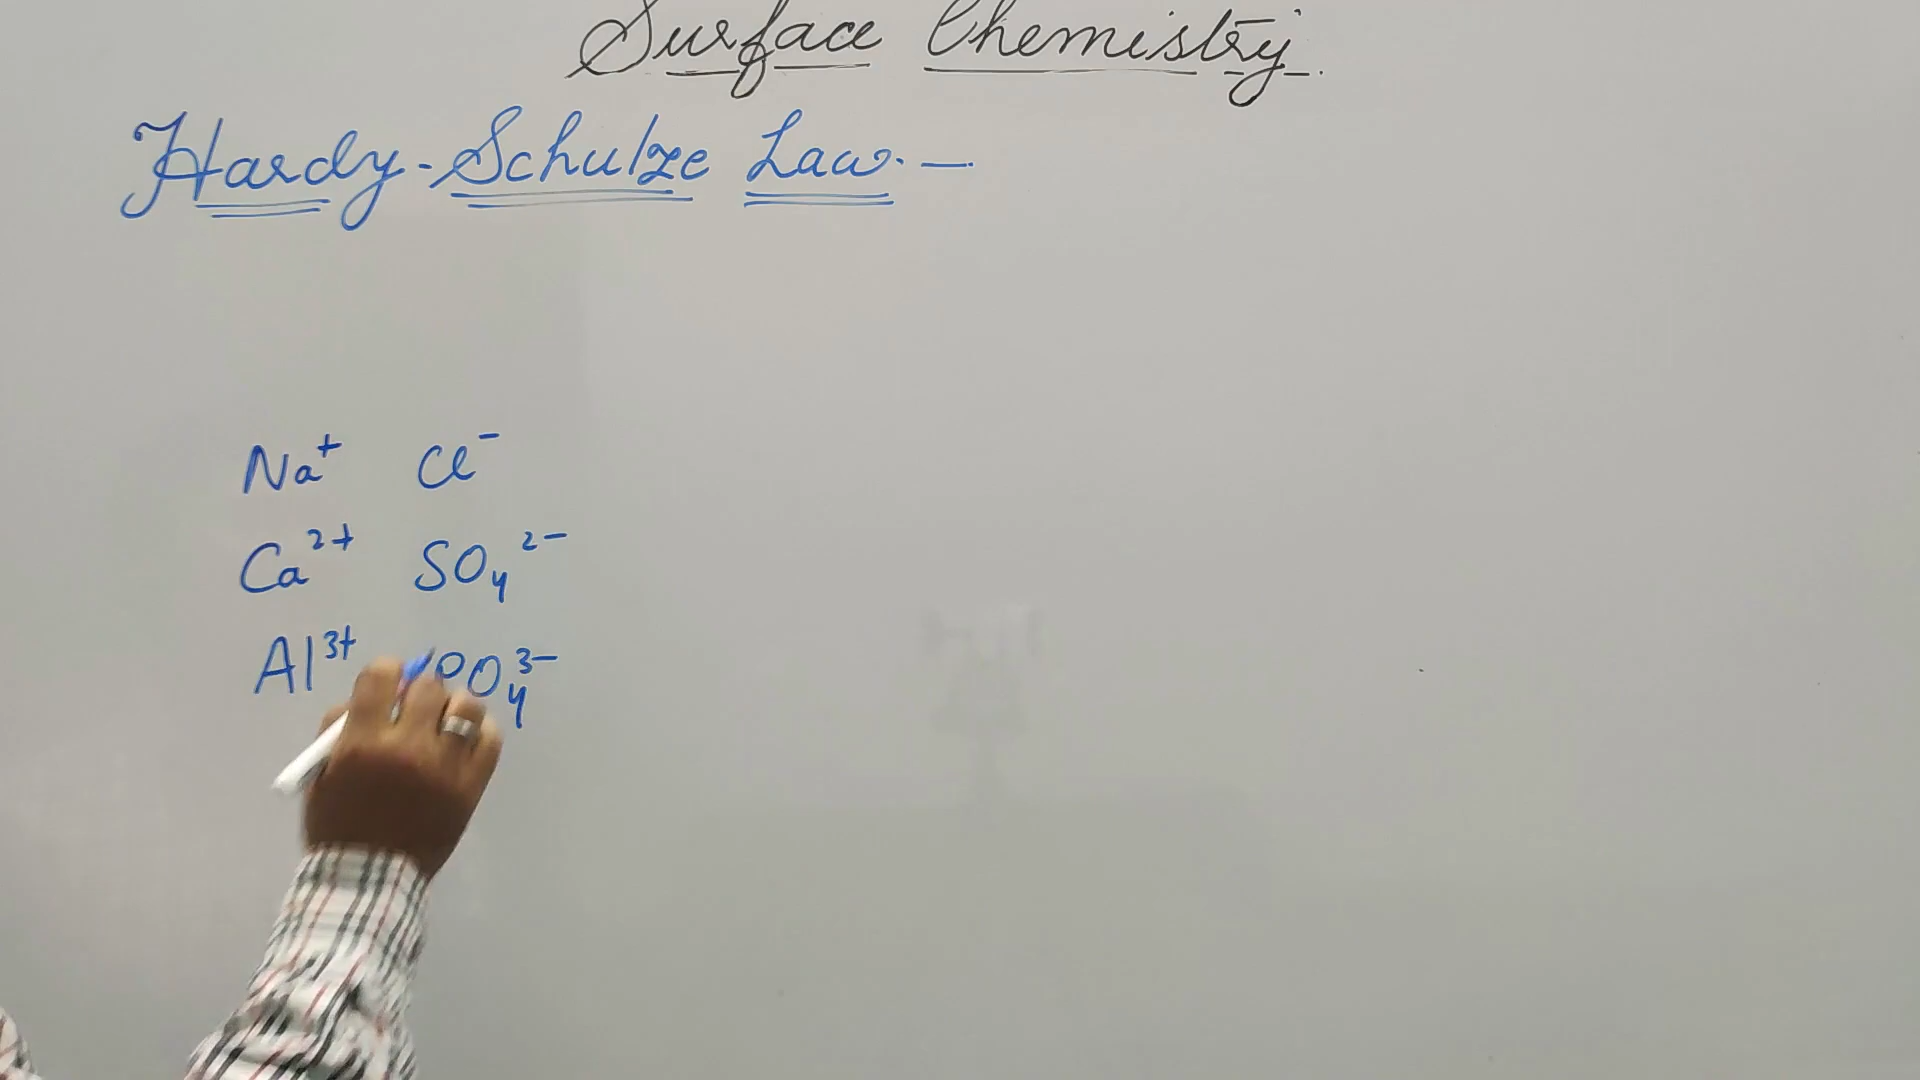 Surface Chemistry.
Hardy-Schulze Law. —
Na⁺ Cl⁻
Ca²⁺ SO₄²⁻
Al³⁺ PO₄³⁻